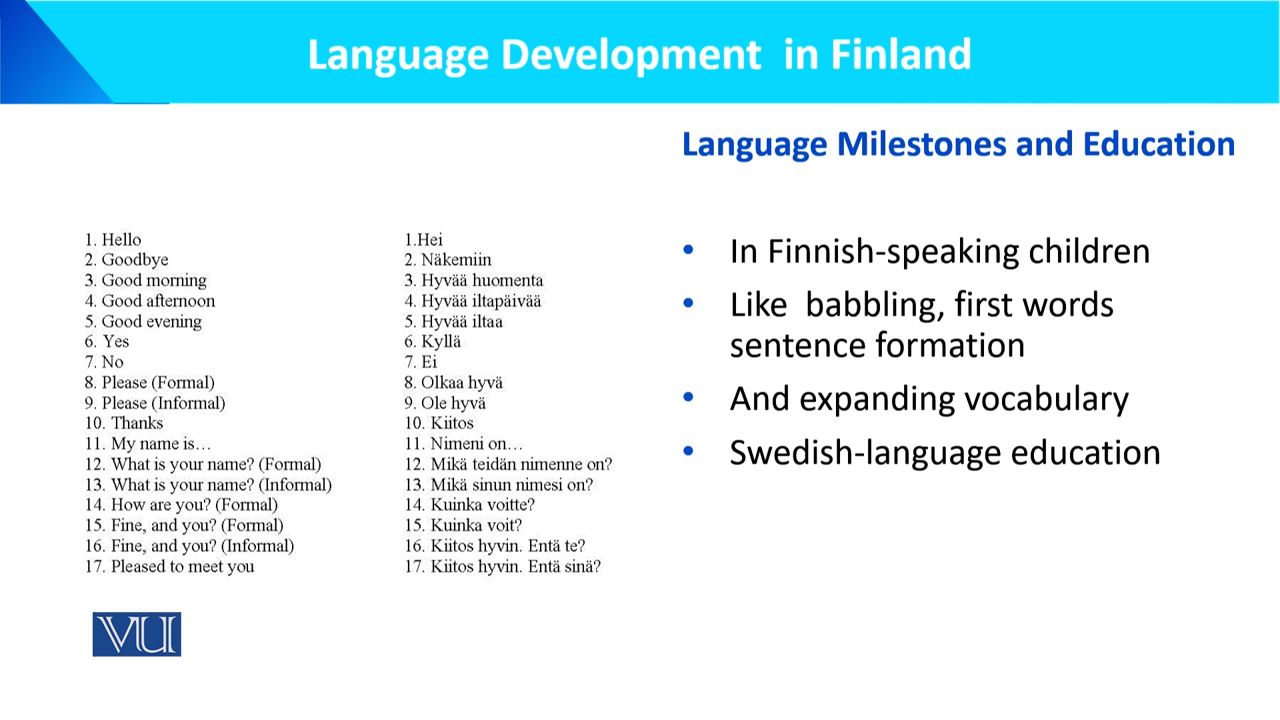 Language Development  in Finland
Language Milestones and Education
1. Hello
2. Goodbye
3. Good morning
4. Good afternoon
5. Good evening
6. Yes
7. No
8. Please (Formal)
9. Please (Informal)
10. Thanks
11. My name is…
12. What is your name? (Formal)
13. What is your name? (Informal)
14. How are you? (Formal)
15. Fine, and you? (Formal)
16. Fine, and you? (Informal)
17. Pleased to meet you
1.Hei
2. Näkemiin
3. Hyvää huomenta
4. Hyvää iltapäivää
5. Hyvää iltaa
6. Kyllä
7. Ei
8. Olkaa hyvä
9. Ole hyvä
10. Kiitos
11. Nimeni on…
12. Mikä teidän nimenne on?
13. Mikä sinun nimesi on?
14. Kuinka voitte?
15. Kuinka voit?
16. Kiitos hyvin. Entä te?
17. Kiitos hyvin. Entä sinä?
• In Finnish-speaking children
• Like  babbling, first words
sentence formation
• And expanding vocabulary
• Swedish-language education
VU